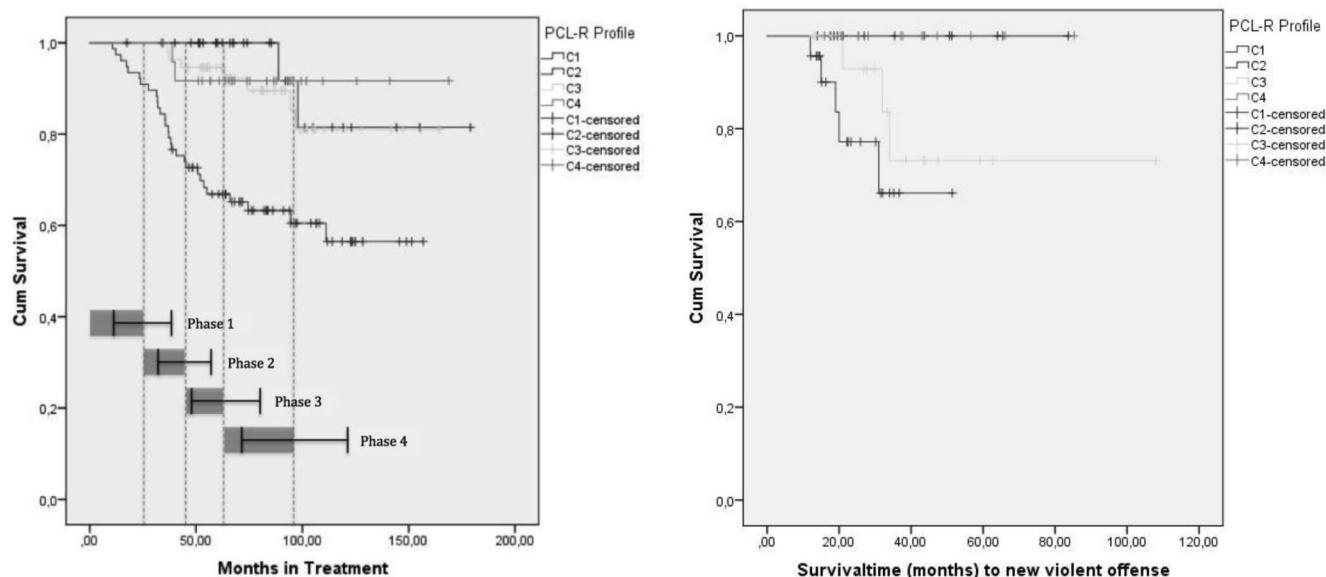 PCL-R Profile
C1
C2
C3
C4
C1-censored
C2-censored
C3-censored
C4-censored
Cum Survival
1,0
0,8
0,6
0,4
0,2
0,0
Phase 1
Phase 2
Phase 3
Phase 4
,00 50,00 100,00 150,00 200,00
Months in Treatment
PCL-R Profile
C1
C2
C3
C4
C1-censored
C2-censored
C3-censored
C4-censored
Cum Survival
1,0
0,8
0,6
0,4
0,2
0,0
,00 20,00 40,00 60,00 80,00 100,00 120,00
Survivaltime (months) to new violent offense